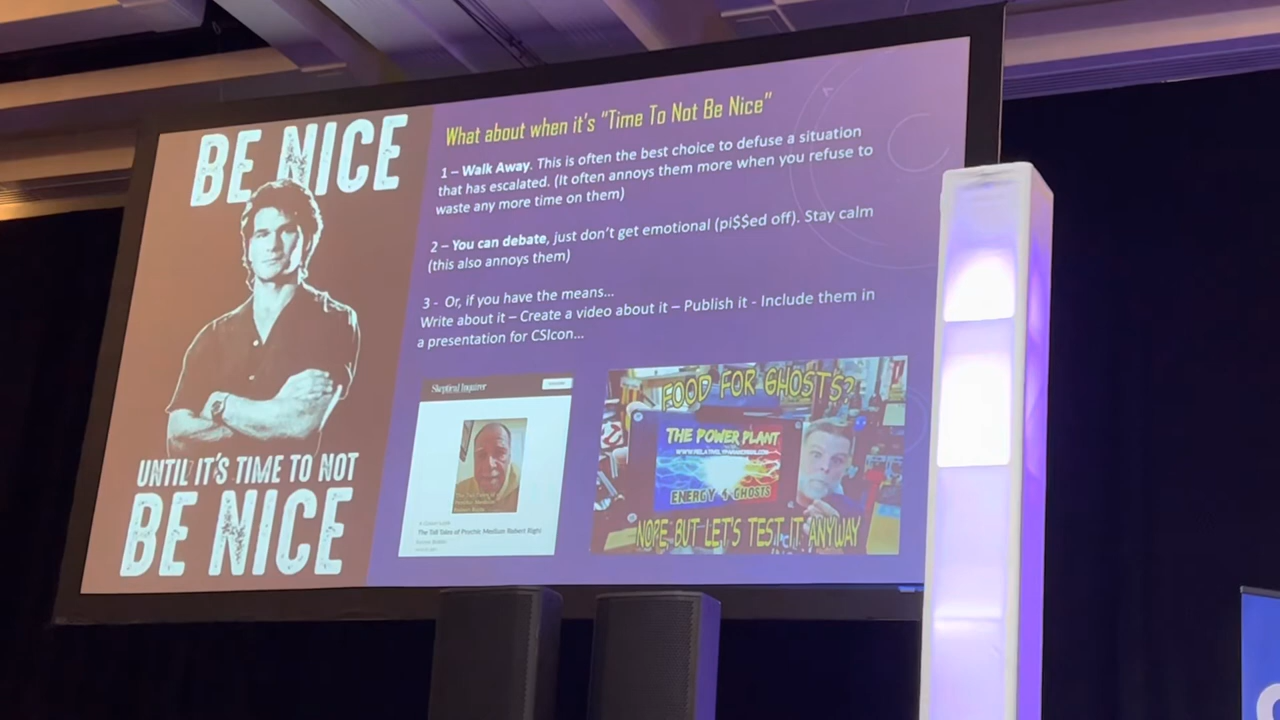 BE NICE
UNTIL IT'S TIME TO NOT
BE NICE
What about when it's "Time To Not Be Nice"
1 – Walk Away. This is often the best choice to defuse a situation
that has escalated. (It often annoys them more when you refuse to
waste any more time on them)
2 – You can debate, just don't get emotional (pi$$ed off). Stay calm
(this also annoys them)
3 - Or, if you have the means...
Write about it – Create a video about it – Publish it - Include them in
a presentation for CSIcon...
Skeptical Inquirer
The Tall Tales of Psychic Medium Robert Right
FOOD FOR GHOSTS?
THE POWER PLANT
ENERGY 4 GHOSTS
NOPE BUT LET'S TEST IT ANYWAY